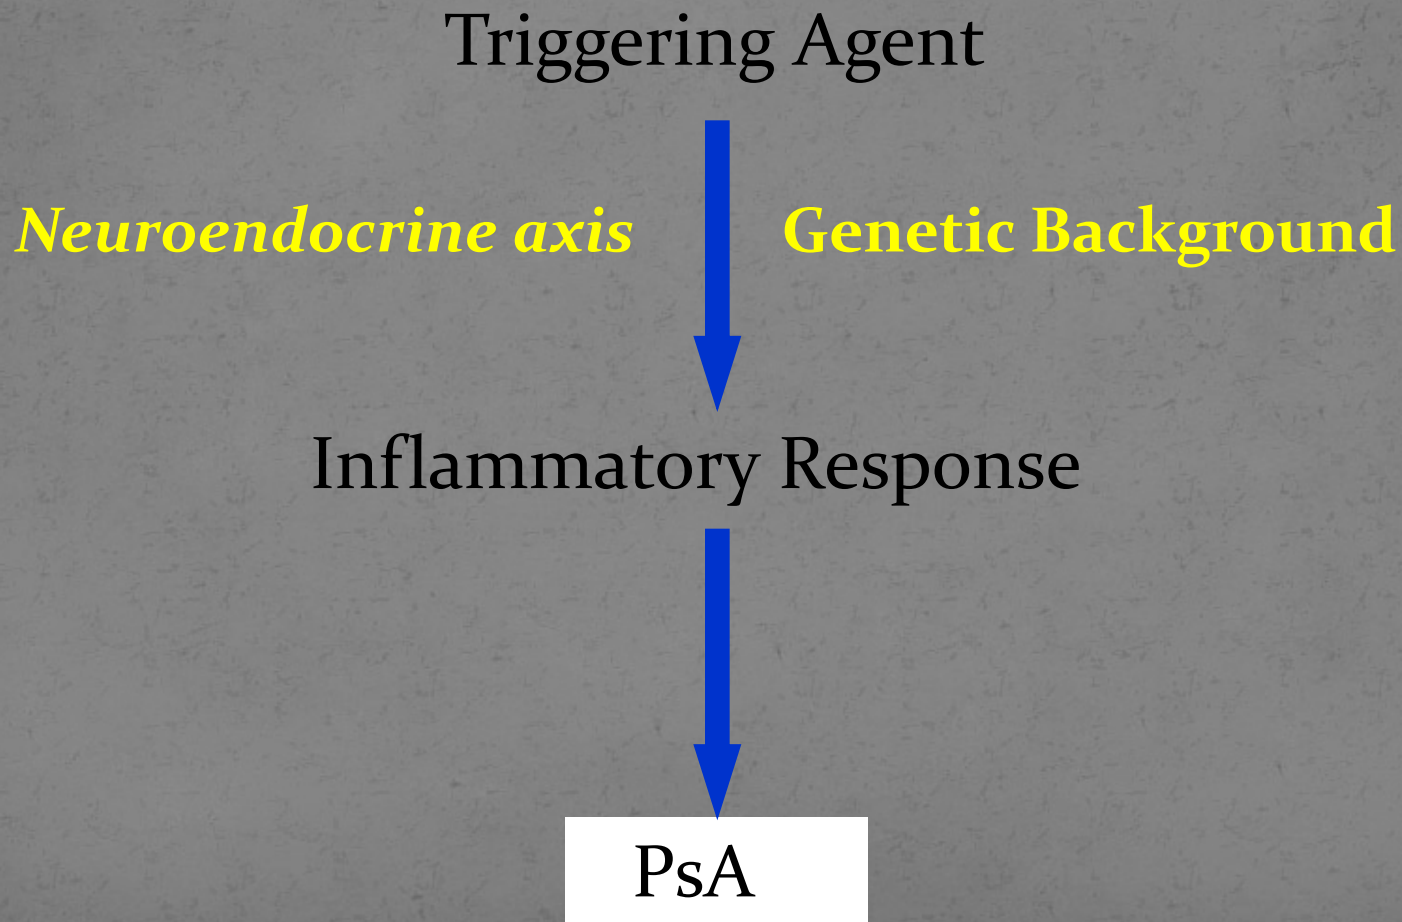 Triggering Agent
Neuroendocrine axis
Genetic Background
Inflammatory Response
PsA